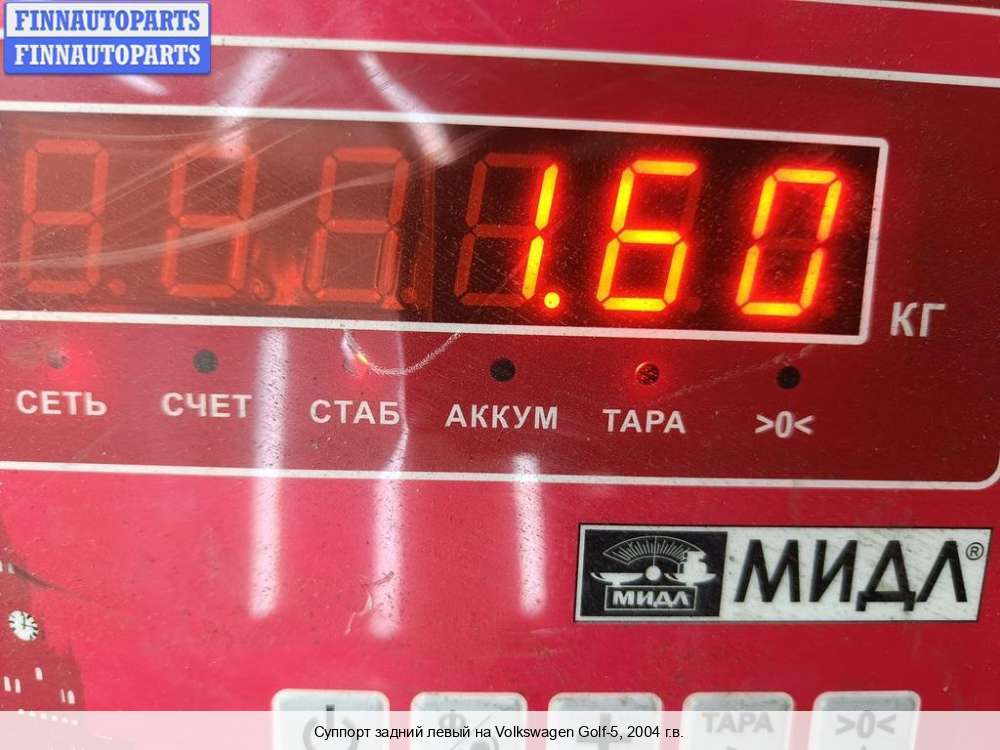 FINNAUTOPARTS
FINNAUTOPARTS
1.60
КГ
СЕТЬ СЧЕТ СТАБ АККУМ ТАРА >0<
МИДЛ МИДЛ®
ТАРА >0<
Суппорт задний левый на Volkswagen Golf-5, 2004 г.в.